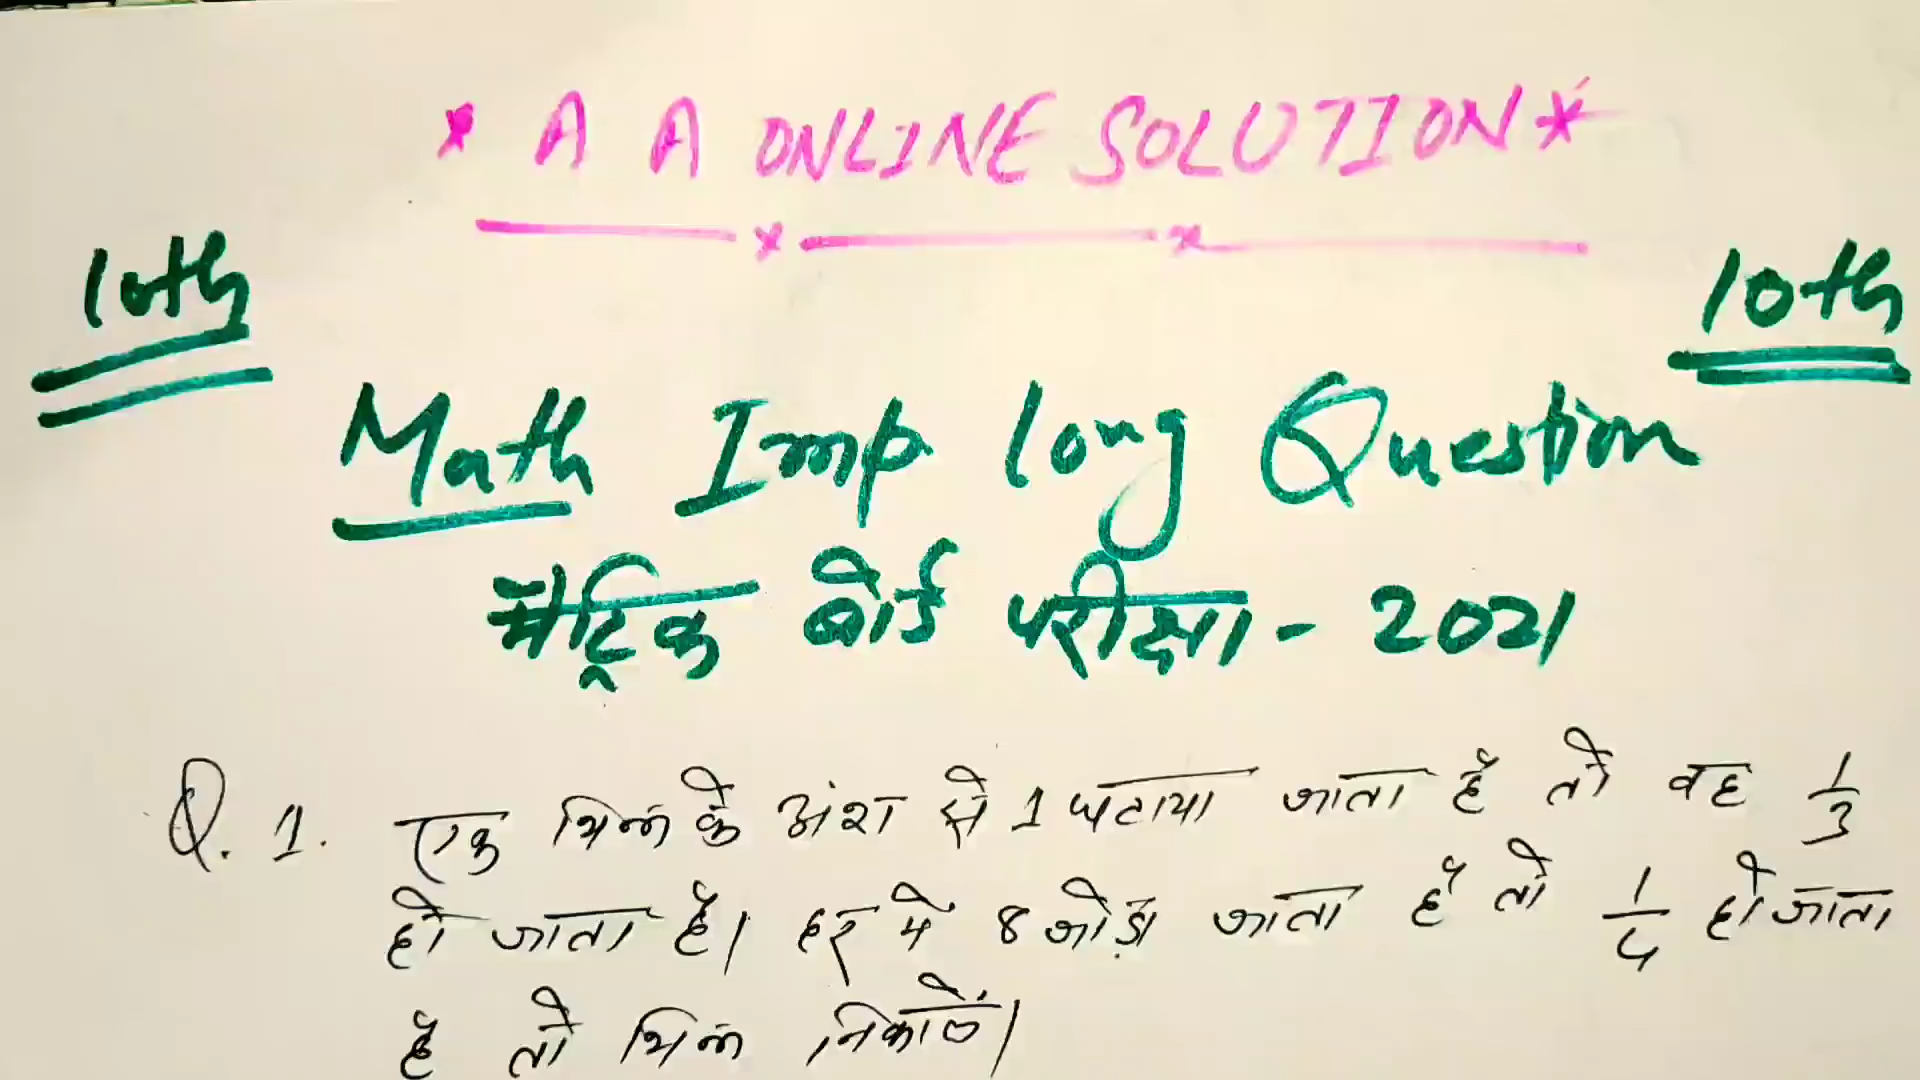 * A A ONLINE SOLUTION *
10th
10th
Math Imp long Question
मैट्रिक बोर्ड परीक्षा - 2021
Q. 1. एक भिन्न के अंश से 1 घटाया जाता है तो वह 1/3
हो जाता है। हर में 8 जोड़ा जाता है तो 1/4 हो जाता
है तो भिन्न निकालें।